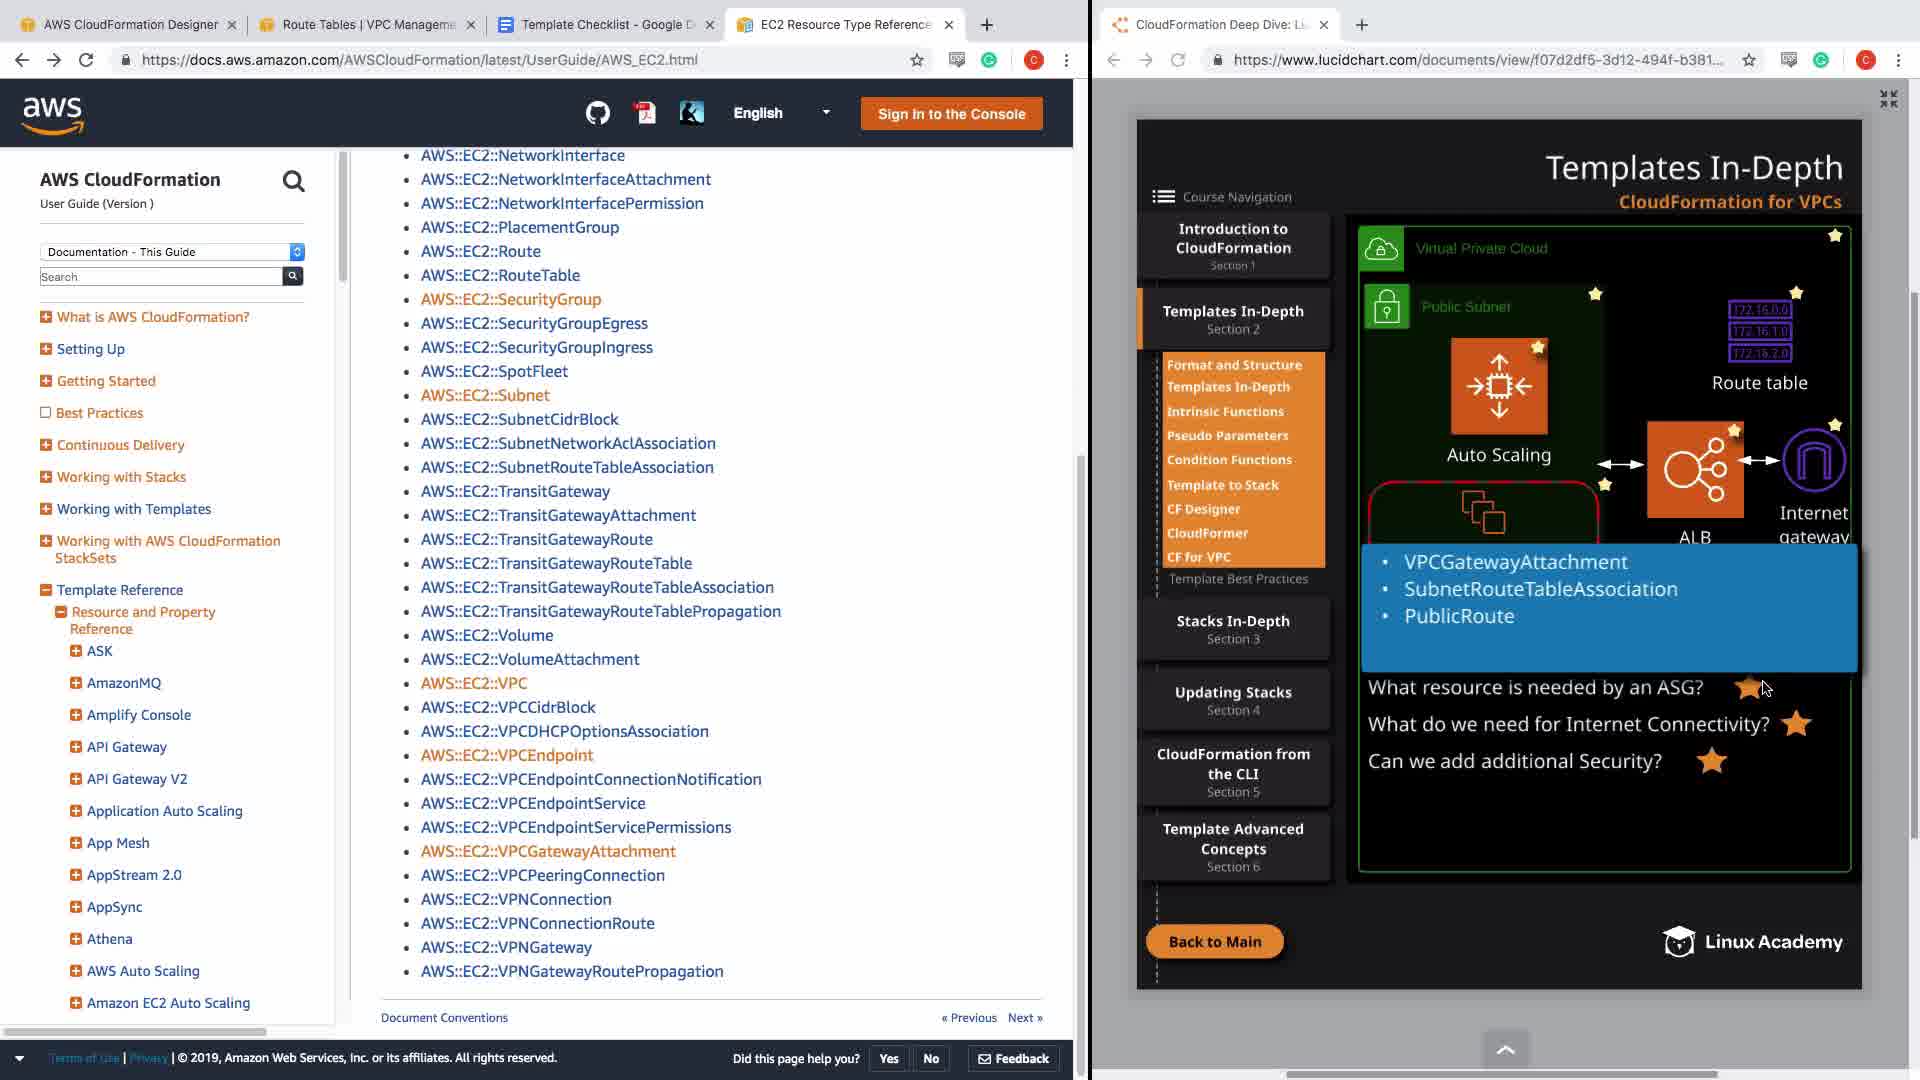 AWS CloudFormation Designer
Route Tables | VPC Manageme
Template Checklist - Google D
EC2 Resource Type Reference
https://docs.aws.amazon.com/AWSCloudFormation/latest/UserGuide/AWS_EC2.html
C
aws
English
Sign In to the Console
AWS CloudFormation
User Guide (Version )
Documentation - This Guide
Search
What is AWS CloudFormation?
Setting Up
Getting Started
Best Practices
Continuous Delivery
Working with Stacks
Working with Templates
Working with AWS CloudFormation
StackSets
Template Reference
Resource and Property
Reference
ASK
AmazonMQ
Amplify Console
API Gateway
API Gateway V2
Application Auto Scaling
App Mesh
AppStream 2.0
AppSync
Athena
AWS Auto Scaling
Amazon EC2 Auto Scaling
AWS::EC2::NetworkInterface
AWS::EC2::NetworkInterfaceAttachment
AWS::EC2::NetworkInterfacePermission
AWS::EC2::PlacementGroup
AWS::EC2::Route
AWS::EC2::RouteTable
AWS::EC2::SecurityGroup
AWS::EC2::SecurityGroupEgress
AWS::EC2::SecurityGroupIngress
AWS::EC2::SpotFleet
AWS::EC2::Subnet
AWS::EC2::SubnetCidrBlock
AWS::EC2::SubnetNetworkAclAssociation
AWS::EC2::SubnetRouteTableAssociation
AWS::EC2::TransitGateway
AWS::EC2::TransitGatewayAttachment
AWS::EC2::TransitGatewayRoute
AWS::EC2::TransitGatewayRouteTable
AWS::EC2::TransitGatewayRouteTableAssociation
AWS::EC2::TransitGatewayRouteTablePropagation
AWS::EC2::Volume
AWS::EC2::VolumeAttachment
AWS::EC2::VPC
AWS::EC2::VPCCidrBlock
AWS::EC2::VPCDHCPOptionsAssociation
AWS::EC2::VPCEndpoint
AWS::EC2::VPCEndpointConnectionNotification
AWS::EC2::VPCEndpointService
AWS::EC2::VPCEndpointServicePermissions
AWS::EC2::VPCGatewayAttachment
AWS::EC2::VPCPeeringConnection
AWS::EC2::VPNConnection
AWS::EC2::VPNConnectionRoute
AWS::EC2::VPNGateway
AWS::EC2::VPNGatewayRoutePropagation
Document Conventions
« Previous Next »
Terms of Use | Privacy | © 2019, Amazon Web Services, Inc. or its affiliates. All rights reserved.
Did this page help you? Yes No Feedback
CloudFormation Deep Dive: Lu
https://www.lucidchart.com/documents/view/f07d2df5-3d12-494f-b381...
C
Templates In-Depth
CloudFormation for VPCs
Course Navigation
Introduction to
CloudFormation
Section 1
Templates In-Depth
Section 2
Format and Structure
Templates In-Depth
Intrinsic Functions
Pseudo Parameters
Condition Functions
Template to Stack
CF Designer
CloudFormer
CF for VPC
Template Best Practices
Stacks In-Depth
Section 3
Updating Stacks
Section 4
CloudFormation from
the CLI
Section 5
Template Advanced
Concepts
Section 6
Back to Main
Virtual Private Cloud
Public Subnet
172.16.0.0
172.16.1.0
172.16.2.0
Route table
Auto Scaling
ALB
Internet
gateway
• VPCGatewayAttachment
• SubnetRouteTableAssociation
• PublicRoute
What resource is needed by an ASG?
What do we need for Internet Connectivity?
Can we add additional Security?
Linux Academy